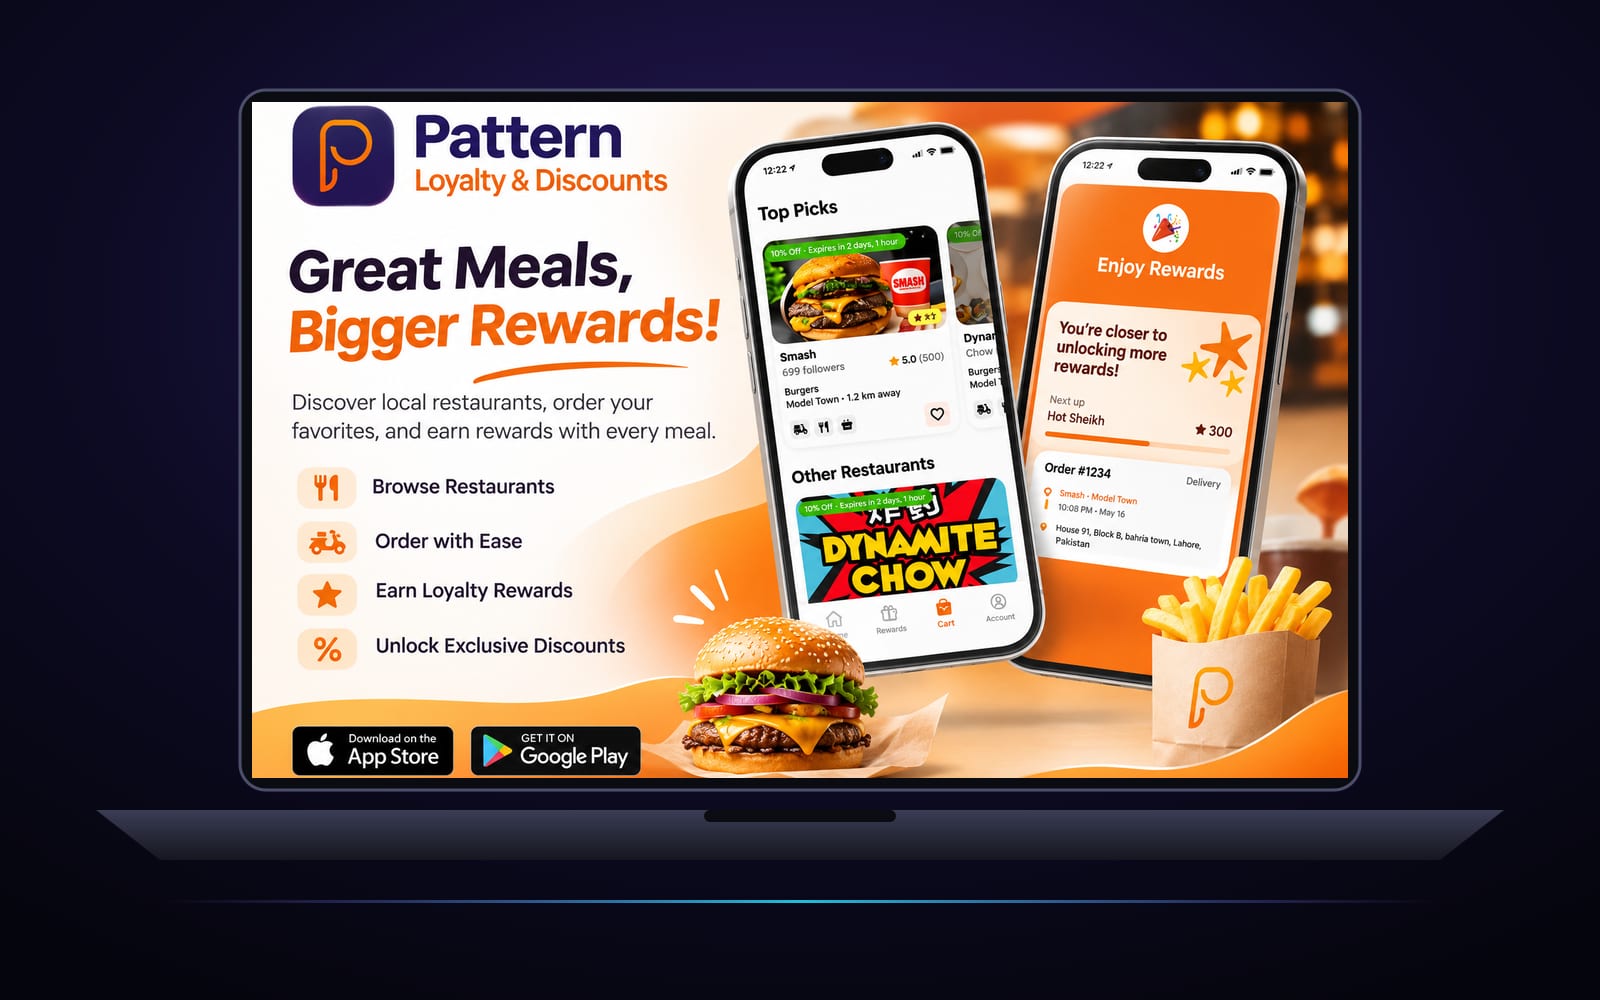 Pattern
Loyalty & Discounts
Great Meals,
Bigger Rewards!
Discover local restaurants, order your
favorites, and earn rewards with every meal.
Browse Restaurants
Order with Ease
Earn Loyalty Rewards
% Unlock Exclusive Discounts
Download on the
App Store
GET IT ON
Google Play
12:22
Top Picks
10% Off - Expires in 2 days, 1 hour
SMASH
Smash
5.0 (500)
699 followers
Burgers
Model Town • 1.2 km away
10% O
Dynar
Chow
Burgers
Model T
Other Restaurants
10% Off - Expires in 2 days, 1 hour
DYNAMITE
CHOW
me
Rewards
Cart
Account
12:22
Enjoy Rewards
You're closer to
unlocking more
rewards!
Next up
Hot Sheikh
300
Order #1234
Delivery
Smash - Model Town
10:08 PM • May 16
House 91, Block B, bahria town, Lahore,
Pakistan